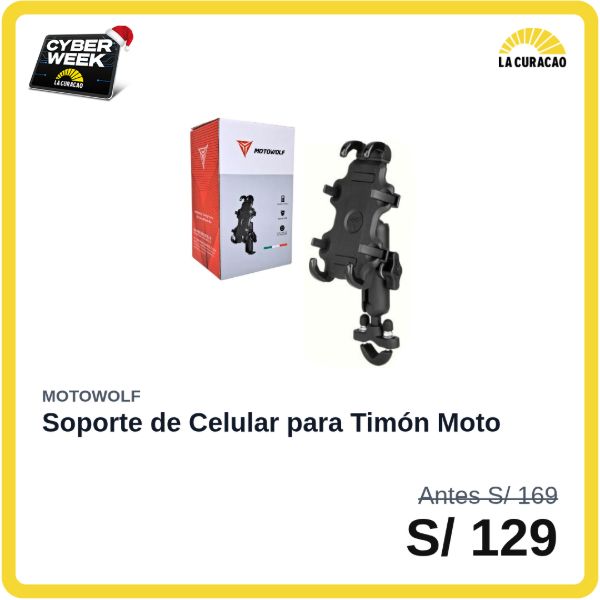 CYBER
WEEK
LA CURACAO
LA CURACAO
MOTOWOLF
MOTOWOLF
Soporte de Celular para Timón Moto
Antes S/ 169
S/ 129